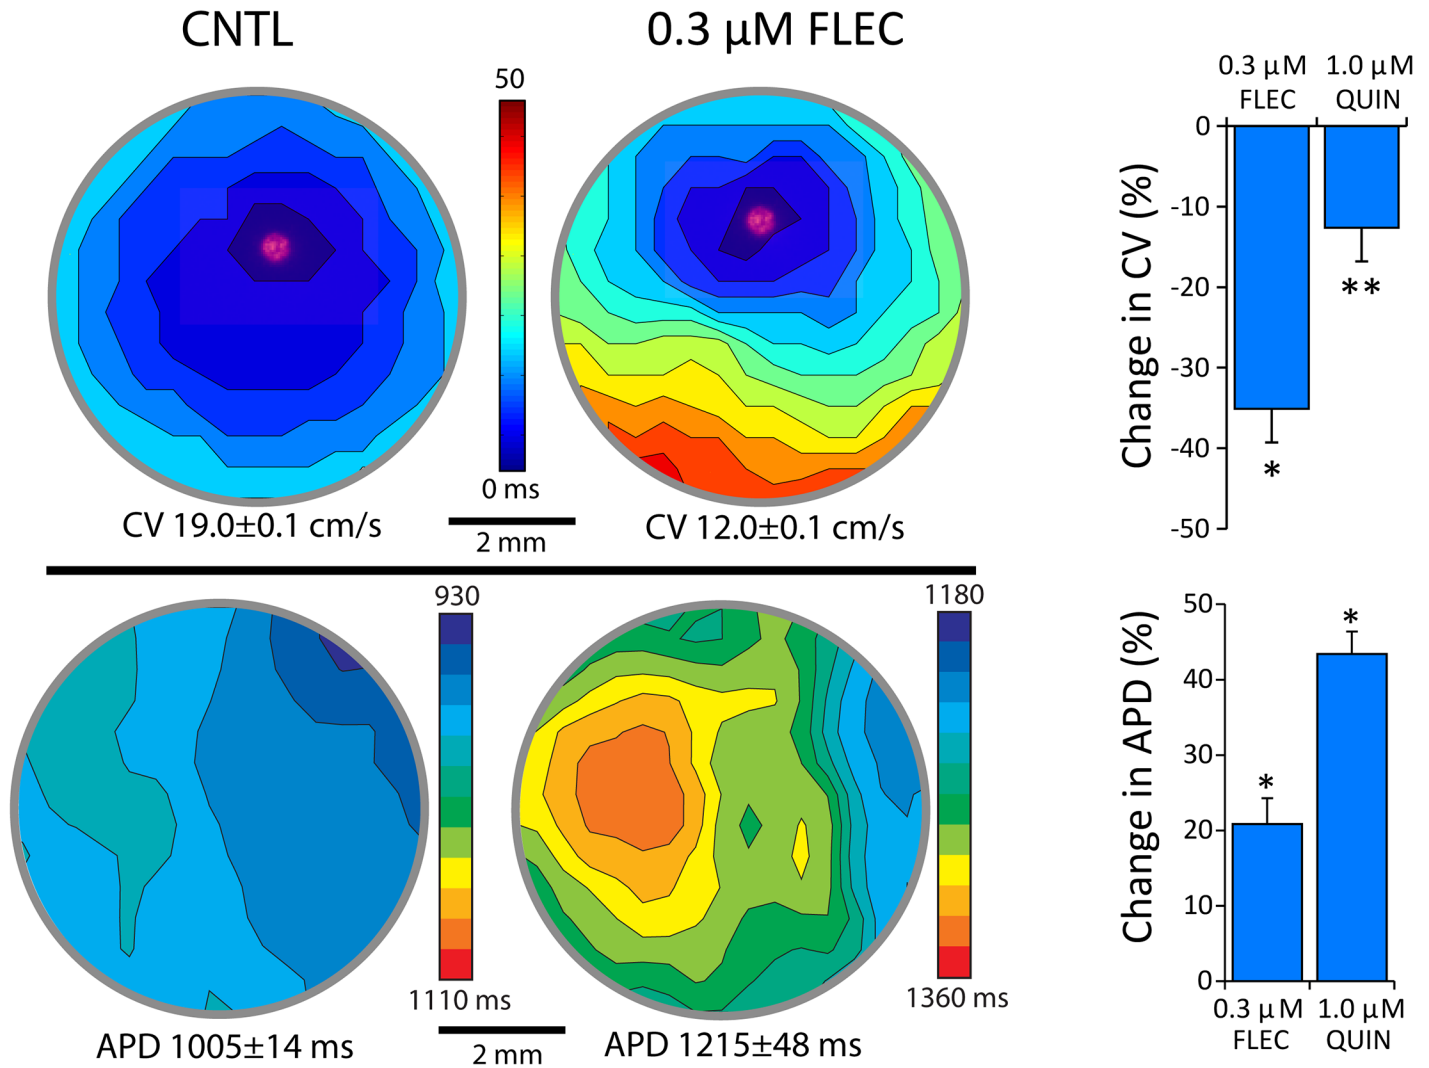 CNTL
0.3 µM FLEC
50
0 ms
CV 19.0±0.1 cm/s
2 mm
CV 12.0±0.1 cm/s
930
1110 ms
1180
1360 ms
APD 1005±14 ms
2 mm
APD 1215±48 ms
0.3 µM
FLEC
1.0 µM
QUIN
Change in CV (%)
0
-10
-20
-30
-40
-50
*
**
Change in APD (%)
50
40
30
20
10
0
*
*
0.3 µM
FLEC
1.0 µM
QUIN